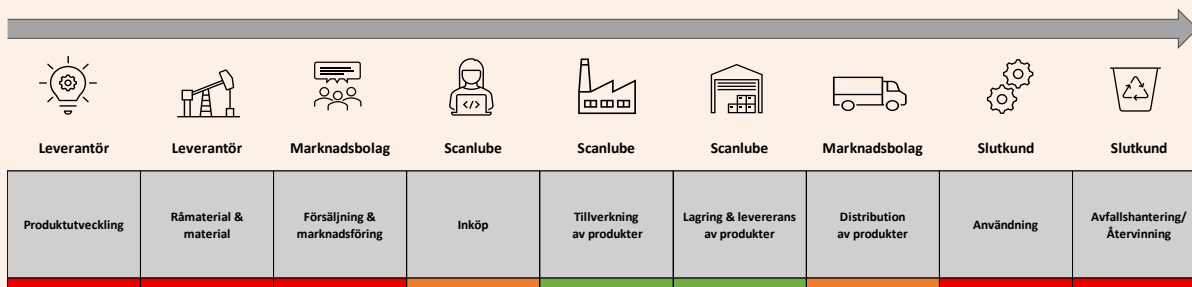 Leverantör
Leverantör
Marknadsbolag
Scanlube
Scanlube
Scanlube
Marknadsbolag
Slutkund
Slutkund
Produktutveckling
Råmaterial &
material
Försäljning &
marknadsföring
Inköp
Tillverkning
av produkter
Lagring & levererans
av produkter
Distribution
av produkter
Användning
Avfallshantering/
Återvinning